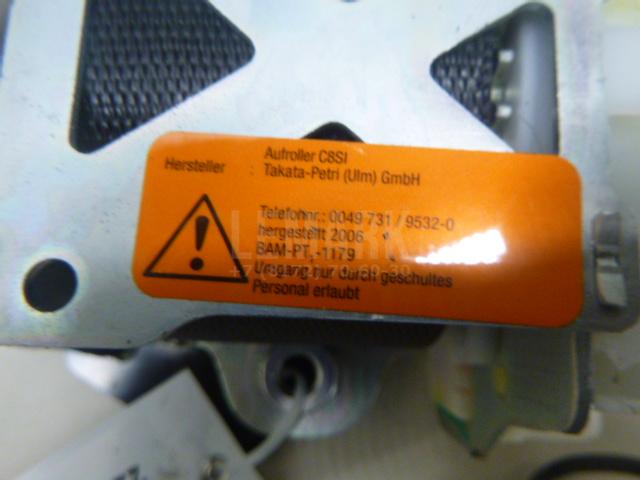 Aufroller C8SI
Hersteller : Takata-Petri (Ulm) GmbH
Telefonnr.: 0049 731 / 9532-0
hergestellt 2006
BAM-PT,-1179
Umgang nur durch geschultes
Personal erlaubt